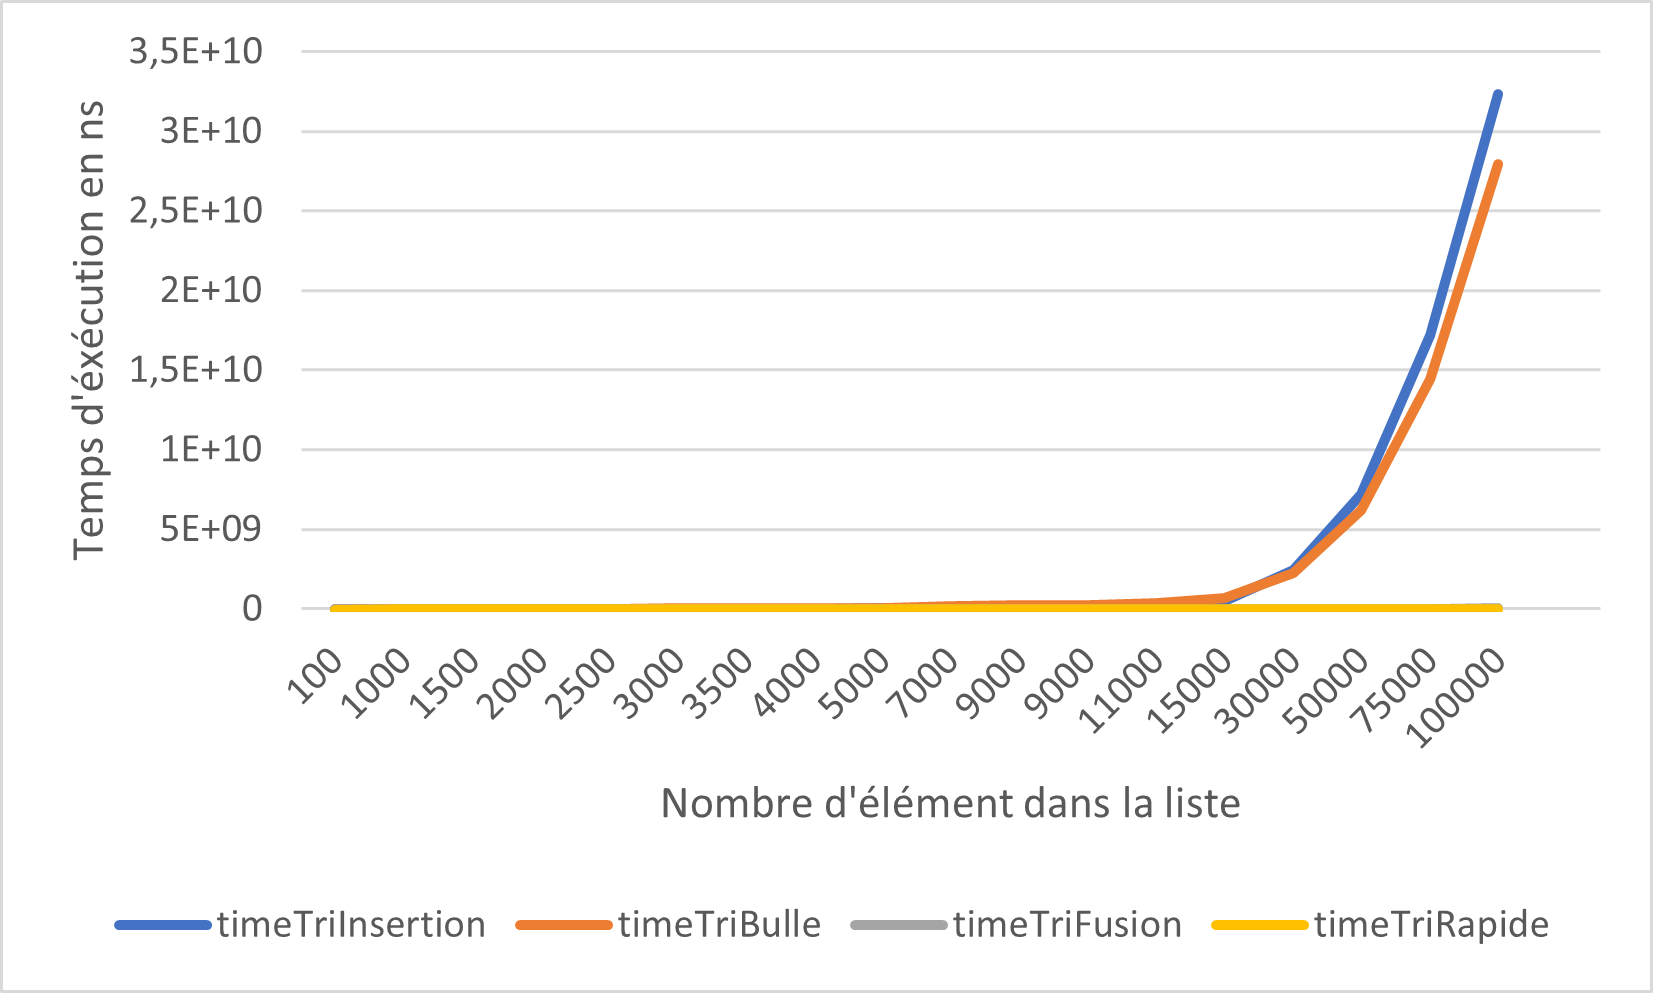 3,5E+10
3E+10
2,5E+10
2E+10
1,5E+10
1E+10
5E+09
0
Temps d'éxécution en ns
100
1000
1500
2000
2500
3000
3500
4000
5000
7000
9000
9000
11000
15000
30000
50000
75000
100000
Nombre d'élément dans la liste
timeTriInsertion
timeTriBulle
timeTriFusion
timeTriRapide